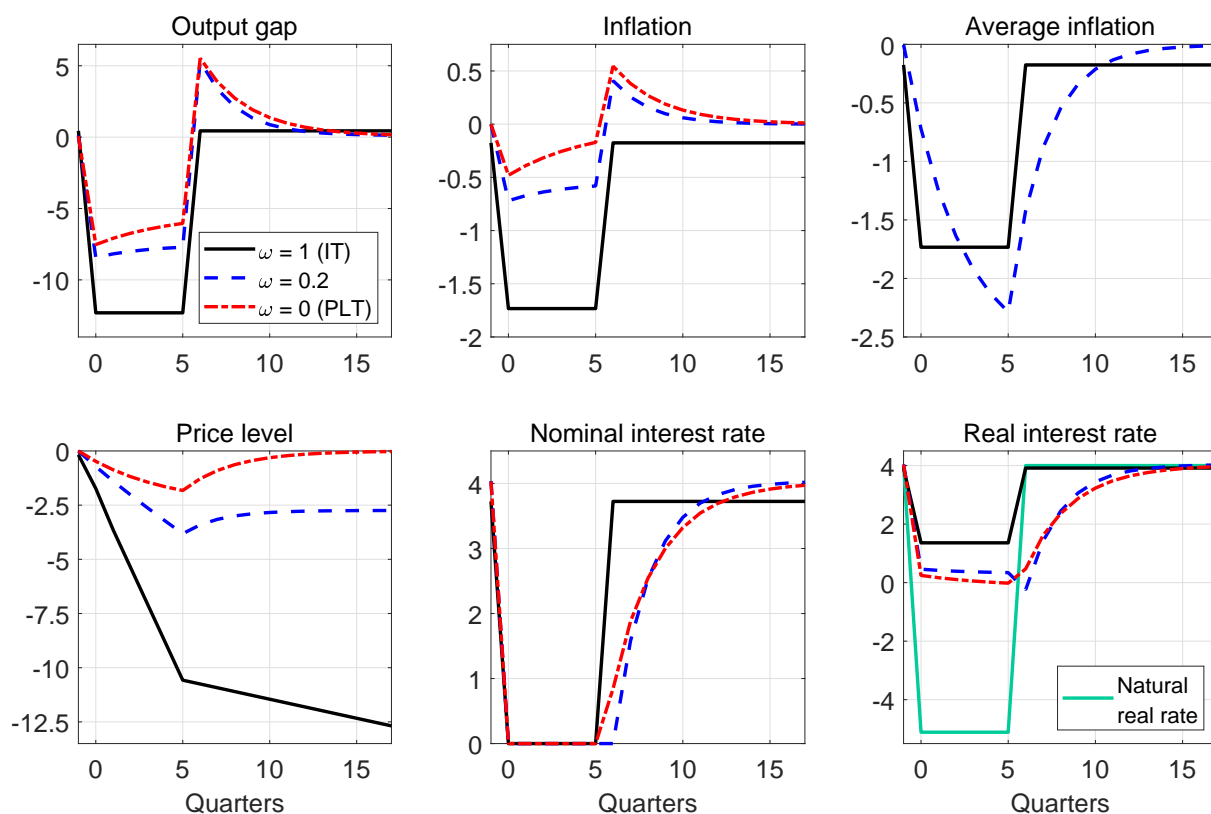 Output gap
5
0
-5
-10
0 5 10 15
ω = 1 (IT)
ω = 0.2
ω = 0 (PLT)
Inflation
0.5
0
-0.5
-1
-1.5
-2
0 5 10 15
Average inflation
0
-0.5
-1
-1.5
-2
-2.5
0 5 10 15
Price level
0
-2.5
-5
-7.5
-10
-12.5
0 5 10 15
Quarters
Nominal interest rate
4
3
2
1
0
0 5 10 15
Quarters
Real interest rate
4
2
0
-2
-4
0 5 10 15
Natural
real rate
Quarters